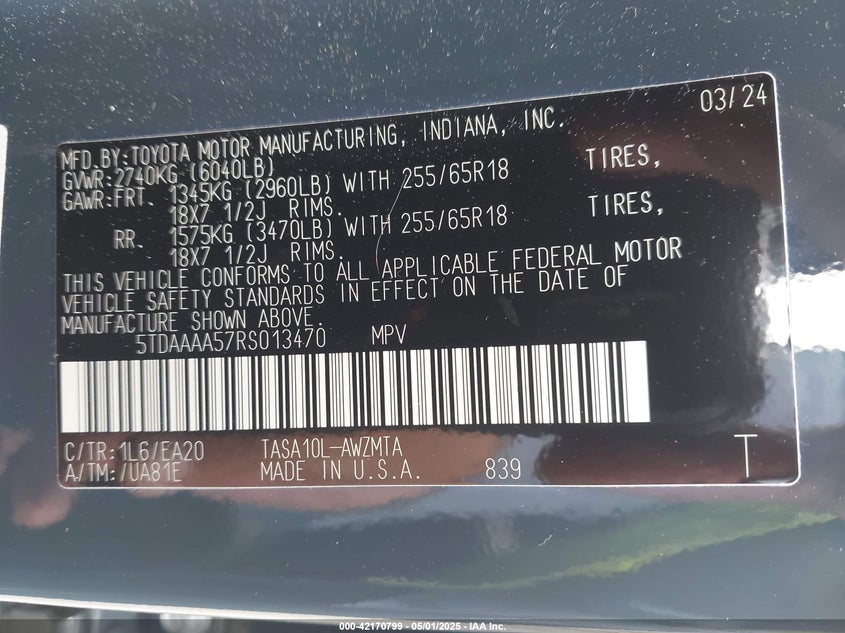 03/24
MFD.BY:TOYOTA MOTOR MANUFACTURING, INDIANA, INC.
GVWR:2740KG (6040LB)
GAWR:FRT. 1345KG (2960LB) WITH 255/65R18 TIRES,
18X7 1/2J RIMS.
RR. 1575KG (3470LB) WITH 255/65R18 TIRES,
18X7 1/2J RIMS.
THIS VEHICLE CONFORMS TO ALL APPLICABLE FEDERAL MOTOR
VEHICLE SAFETY STANDARDS IN EFFECT ON THE DATE OF
MANUFACTURE SHOWN ABOVE.
5TDAAAA57RS013470 MPV
C/TR:1L6/EA20 TASA10L-AWZMTA
A/TM:/UA81E MADE IN U.S.A. 839 T
000-42170799 - 05/01/2025 - IAA Inc.